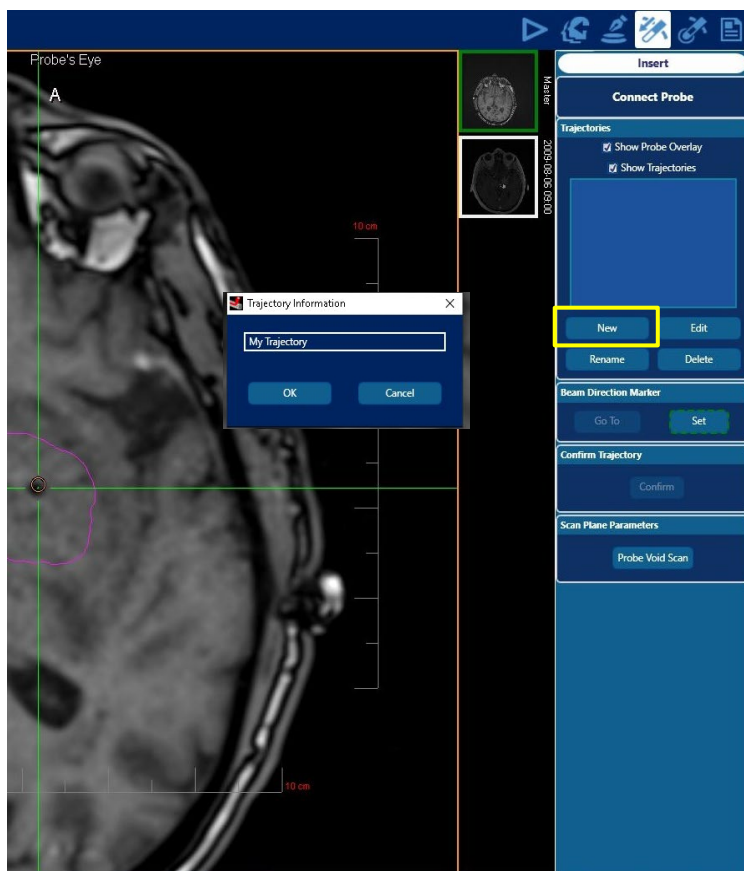 Probe's Eye
A
10 cm
10 cm
Master
2009-08-06 09:00
Trajectory Information
My Trajectory
OK
Cancel
Insert
Connect Probe
Trajectories
Show Probe Overlay
Show Trajectories
New
Edit
Rename
Delete
Beam Direction Marker
Go To
Set
Confirm Trajectory
Confirm
Scan Plane Parameters
Probe Void Scan